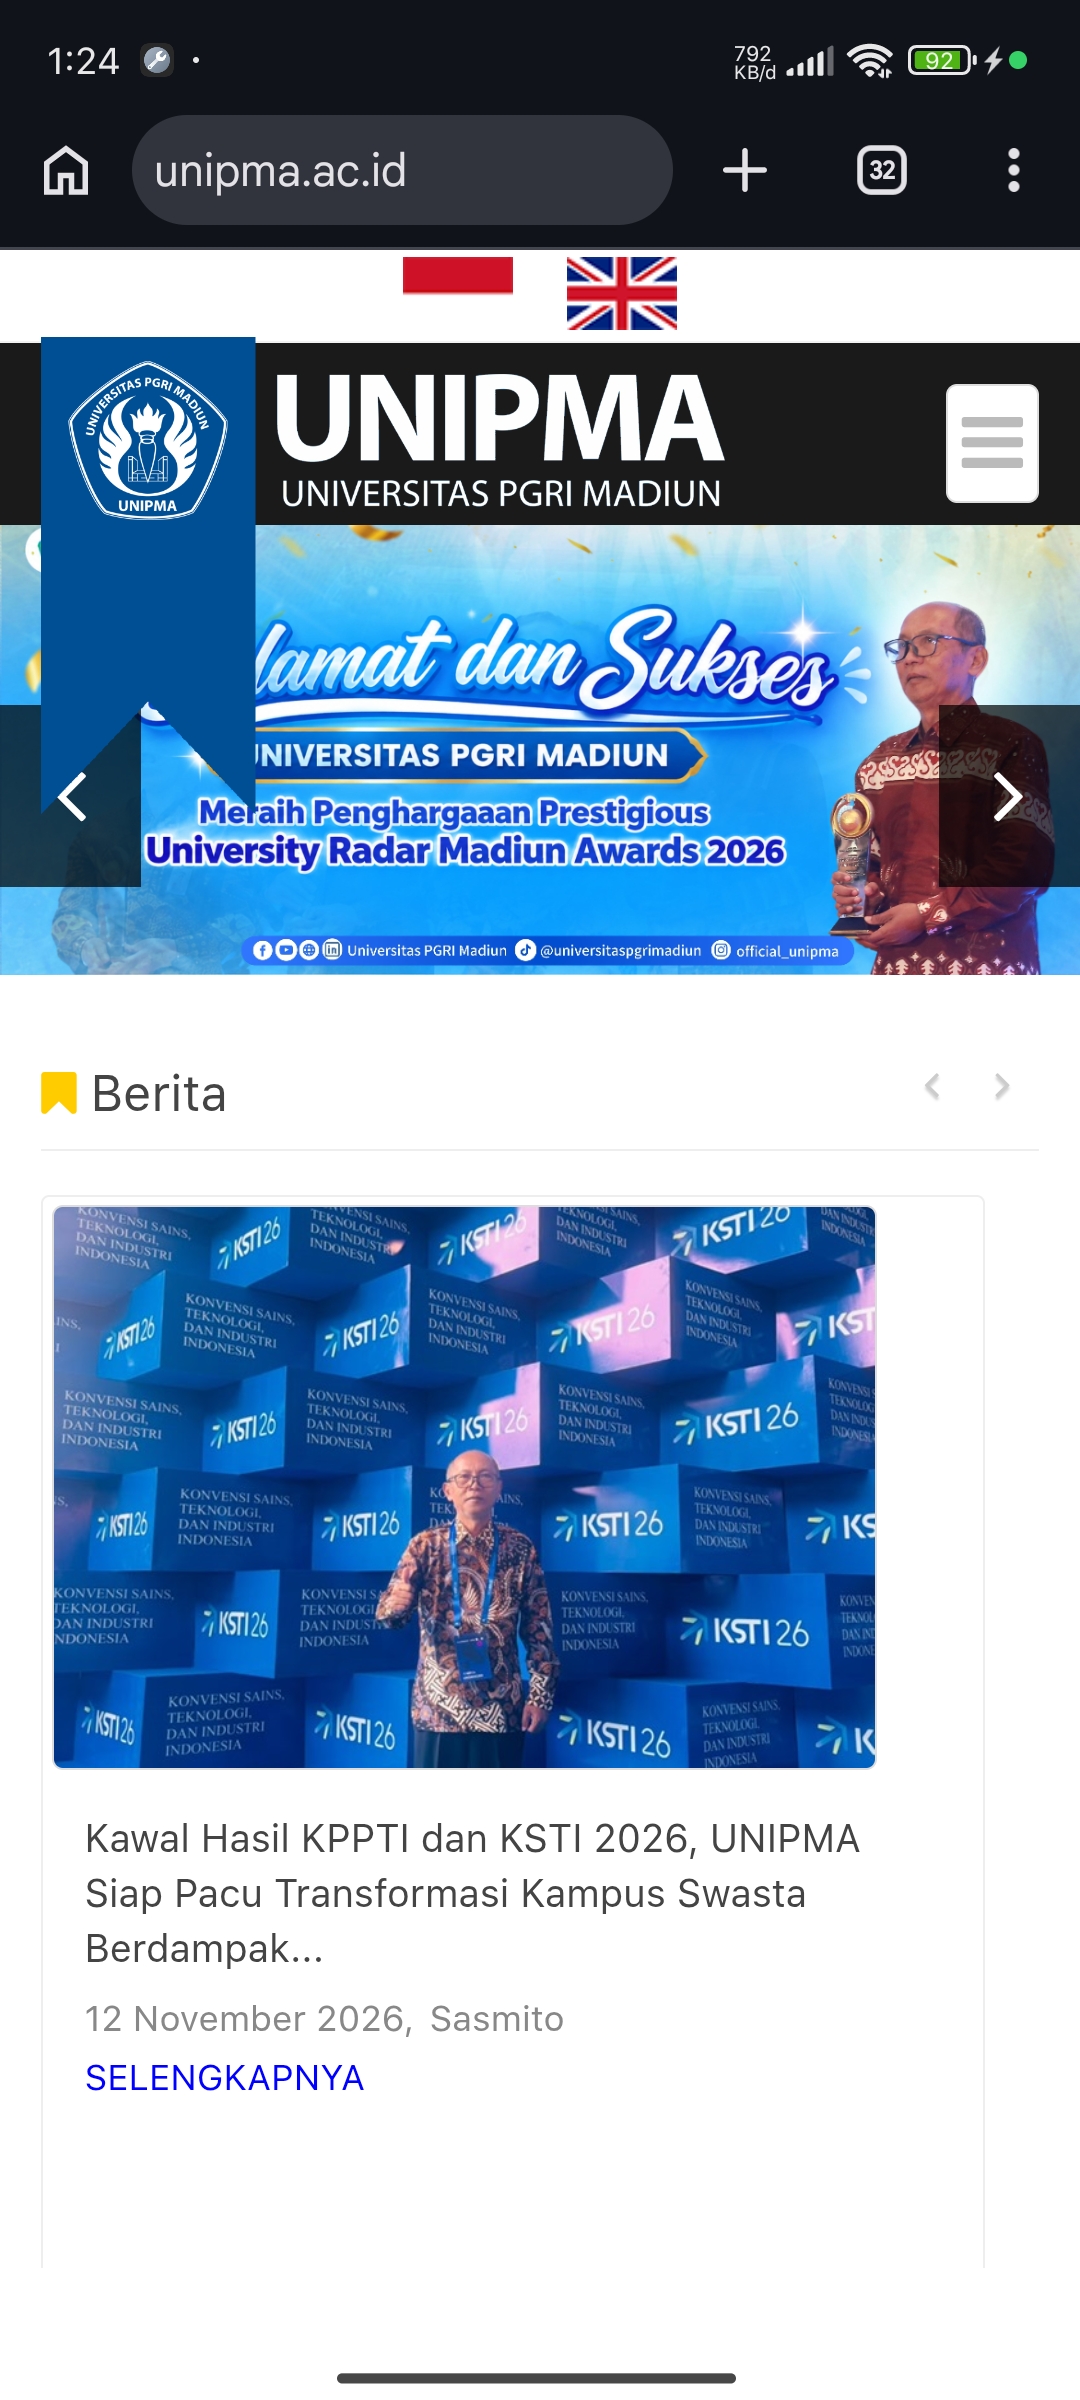 1:24
792
KB/d
92
unipma.ac.id
32
UNIVERSITAS PGRI MADIUN
UNIPMA
UNIPMA
UNIVERSITAS PGRI MADIUN
lamat dan Sukses
UNIVERSITAS PGRI MADIUN
Meraih Penghargaaan Prestigious
University Radar Madiun Awards 2026
Universitas PGRI Madiun @universitaspgrimadiun official_unipma
Berita
KONVENSI SAINS,
TEKNOLOGI,
DAN INDUSTRI
INDONESIA
KSTI 26
Kawal Hasil KPPTI dan KSTI 2026, UNIPMA
Siap Pacu Transformasi Kampus Swasta
Berdampak...
12 November 2026, Sasmito
SELENGKAPNYA